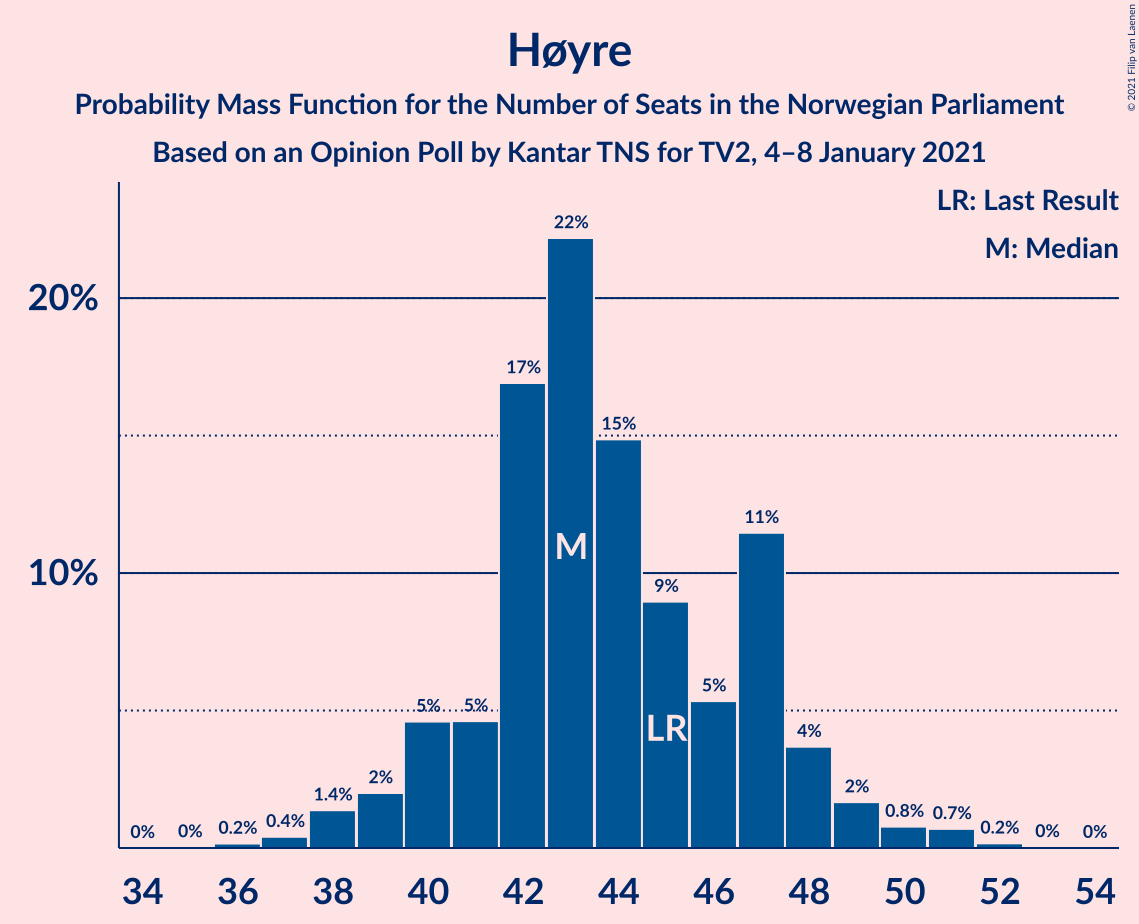 Høyre
Probability Mass Function for the Number of Seats in the Norwegian Parliament
Based on an Opinion Poll by Kantar TNS for TV2, 4–8 January 2021
© 2021 Filip van Laenen
LR: Last Result
M: Median
20%
10%
0%
0%
0.2%
0.4%
1.4%
2%
5%
5%
17%
22%
15%
9%
5%
11%
4%
2%
0.8%
0.7%
0.2%
0%
0%
M
LR
34 36 38 40 42 44 46 48 50 52 54